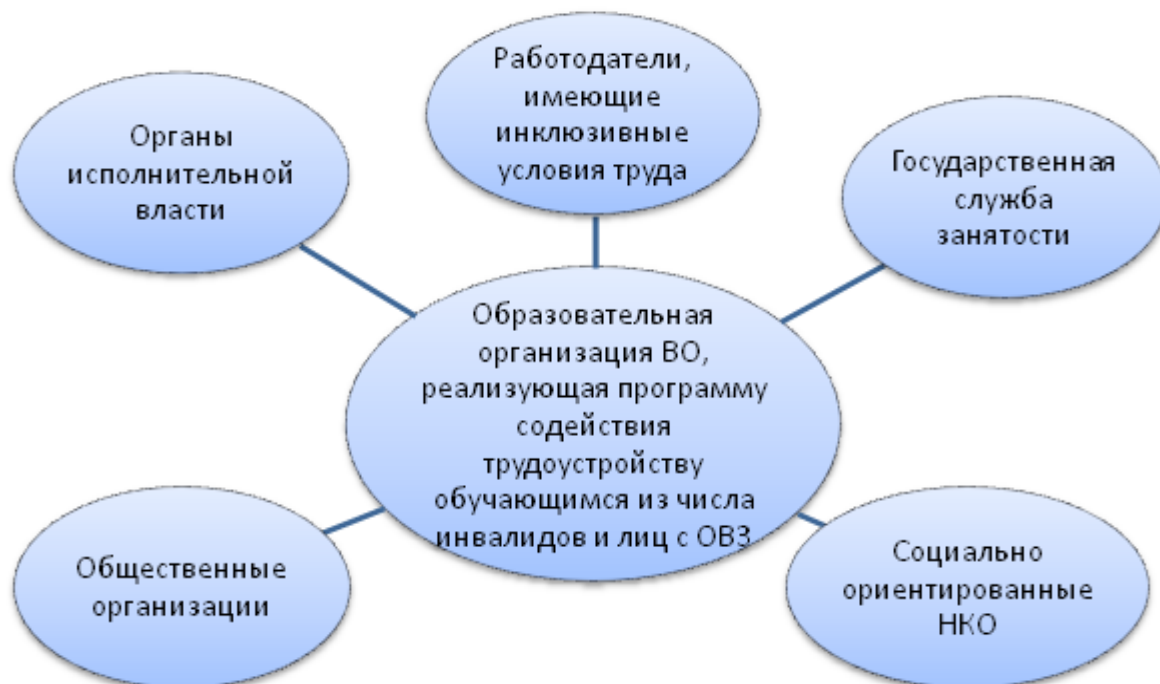 Работодатели,
имеющие
инклюзивные
условия труда
Органы
исполнительной
власти
Государственная
служба
занятости
Образовательная
организация ВО,
реализующая программу
содействия
трудоустройству
обучающимся из числа
инвалидов и лиц с ОВЗ
Общественные
организации
Социально
ориентированные
НКО